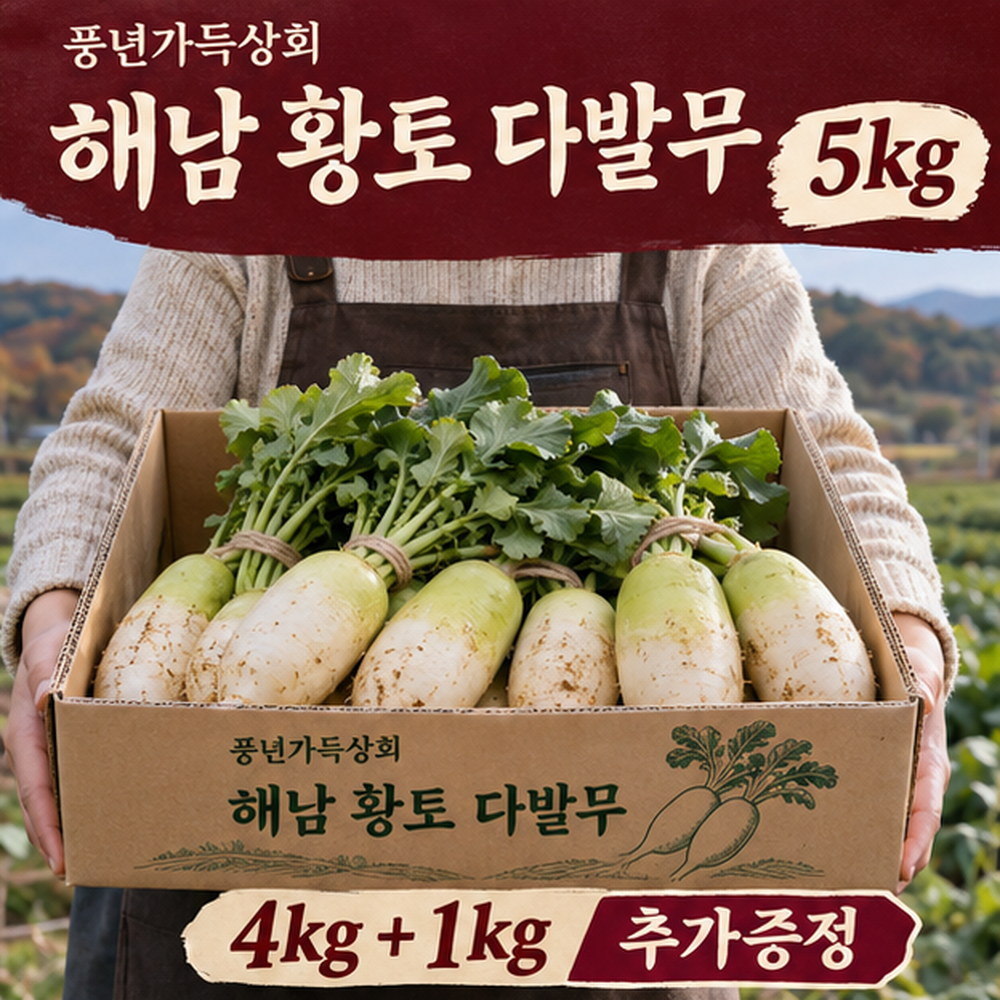 풍년가득상회
해남 황토 다발무 5kg
풍년가득상회
해남 황토 다발무
4kg + 1kg 추가증정